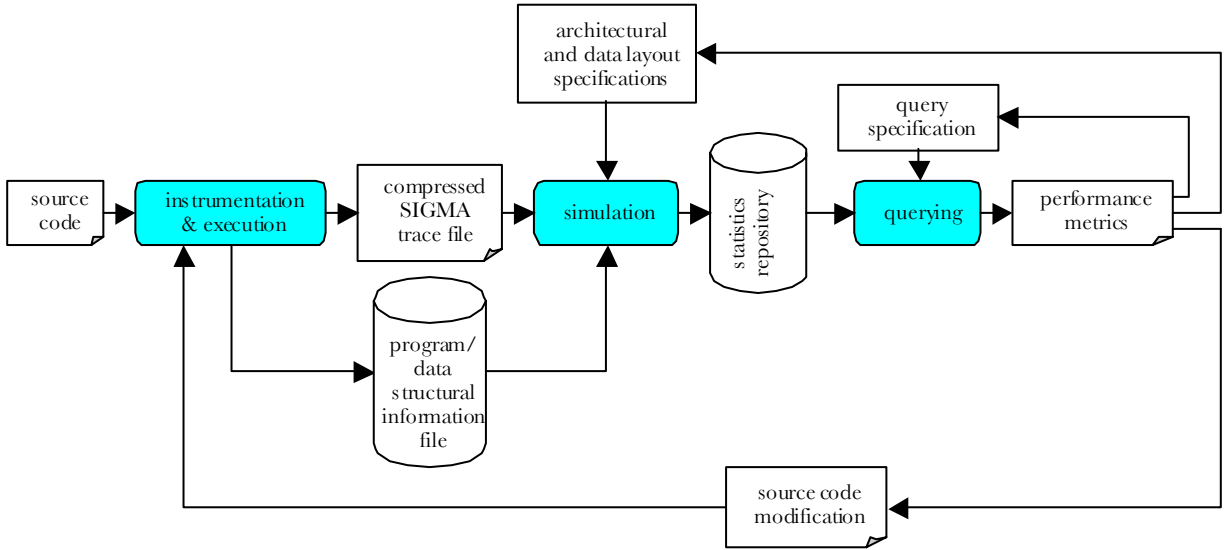 architectural
and data layout
specifications
query
specification
source
code
instrumentation
& execution
compressed
SIGMA
trace file
simulation
statistics
repository
querying
performance
metrics
program/
data
structural
information
file
source code
modification